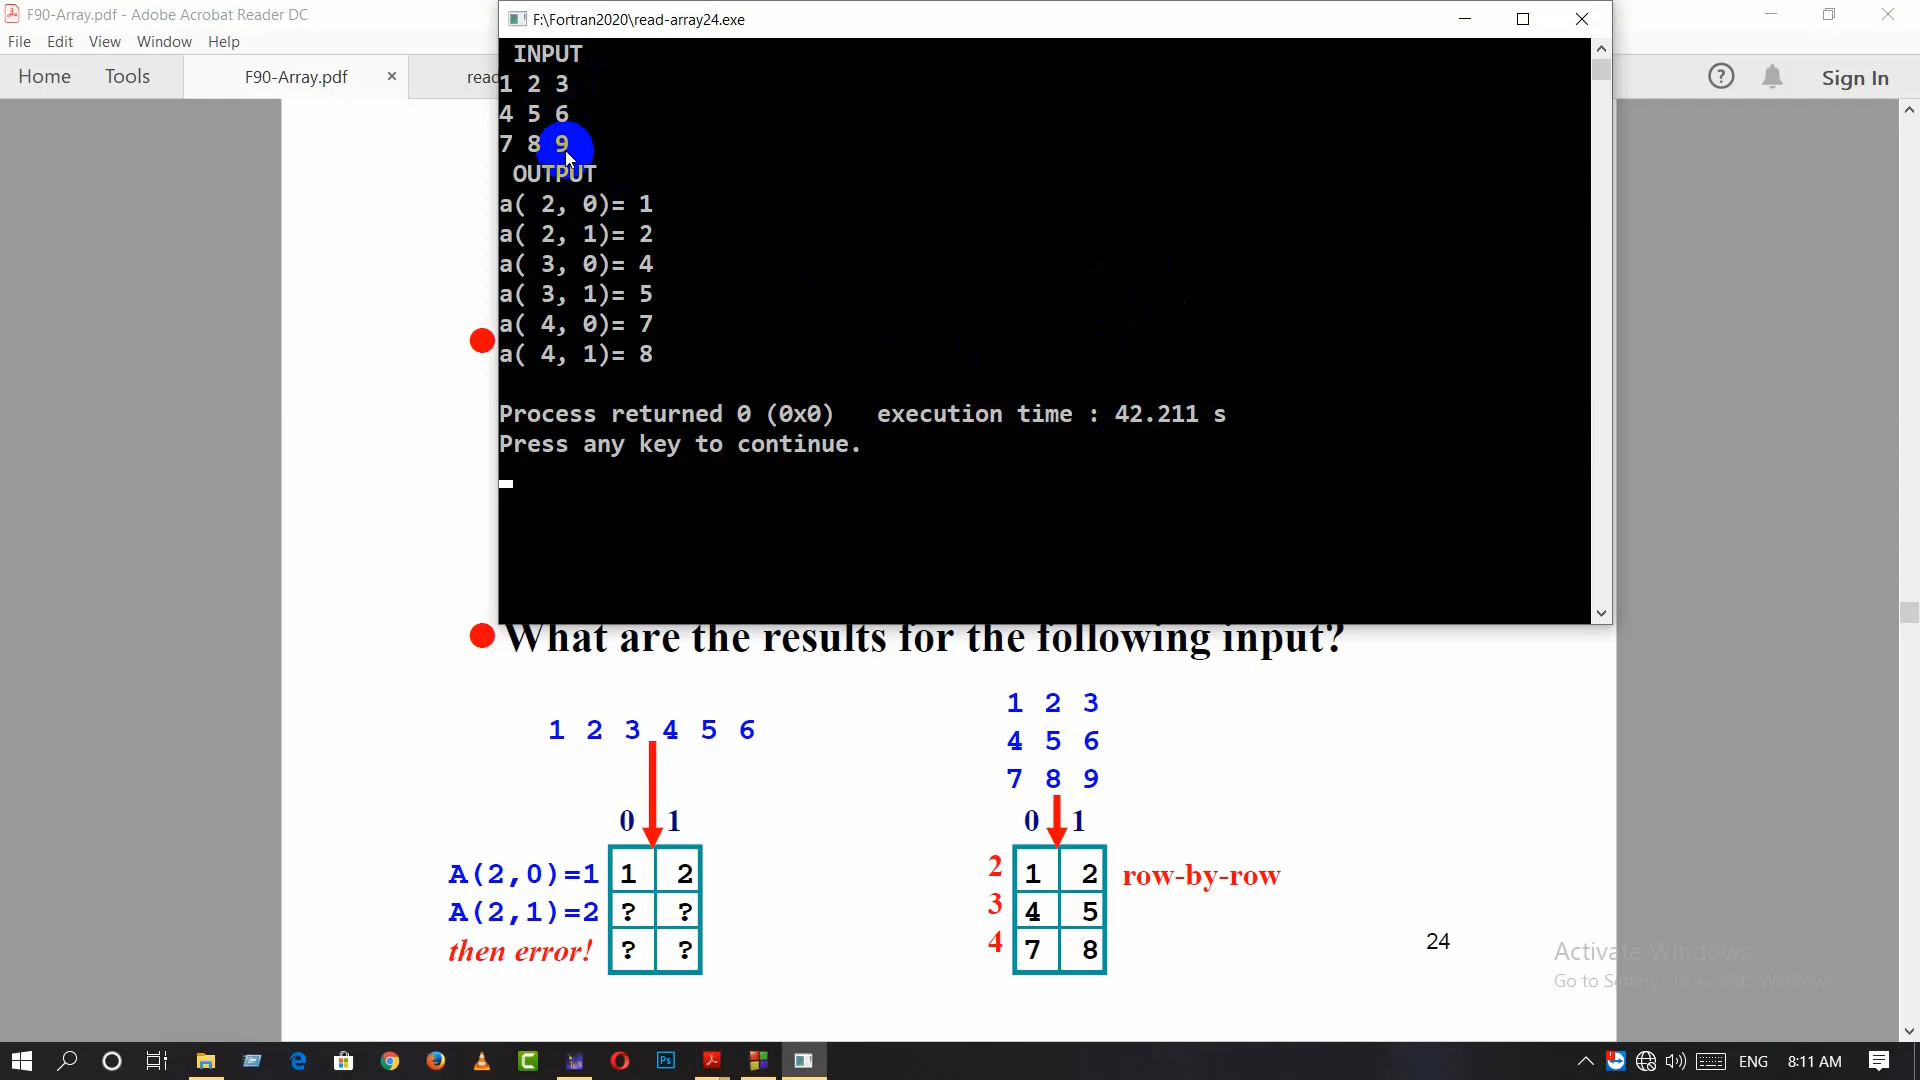 F90-Array.pdf - Adobe Acrobat Reader DC
File Edit View Window Help
Home Tools F90-Array.pdf × read
Sign In
F:\Fortran2020\read-array24.exe
INPUT
1 2 3
4 5 6
7 8 9
OUTPUT
a( 2, 0)= 1
a( 2, 1)= 2
a( 3, 0)= 4
a( 3, 1)= 5
a( 4, 0)= 7
a( 4, 1)= 8
Process returned 0 (0x0) execution time : 42.211 s
Press any key to continue.
What are the results for the following input?
1 2 3 4 5 6
0 1
A(2,0)=1 1 2
A(2,1)=2 ? ?
then error! ? ?
1 2 3
4 5 6
7 8 9
0 1
2 1 2 row-by-row
3 4 5
4 7 8
24
Activate Windows
ENG 8:11 AM